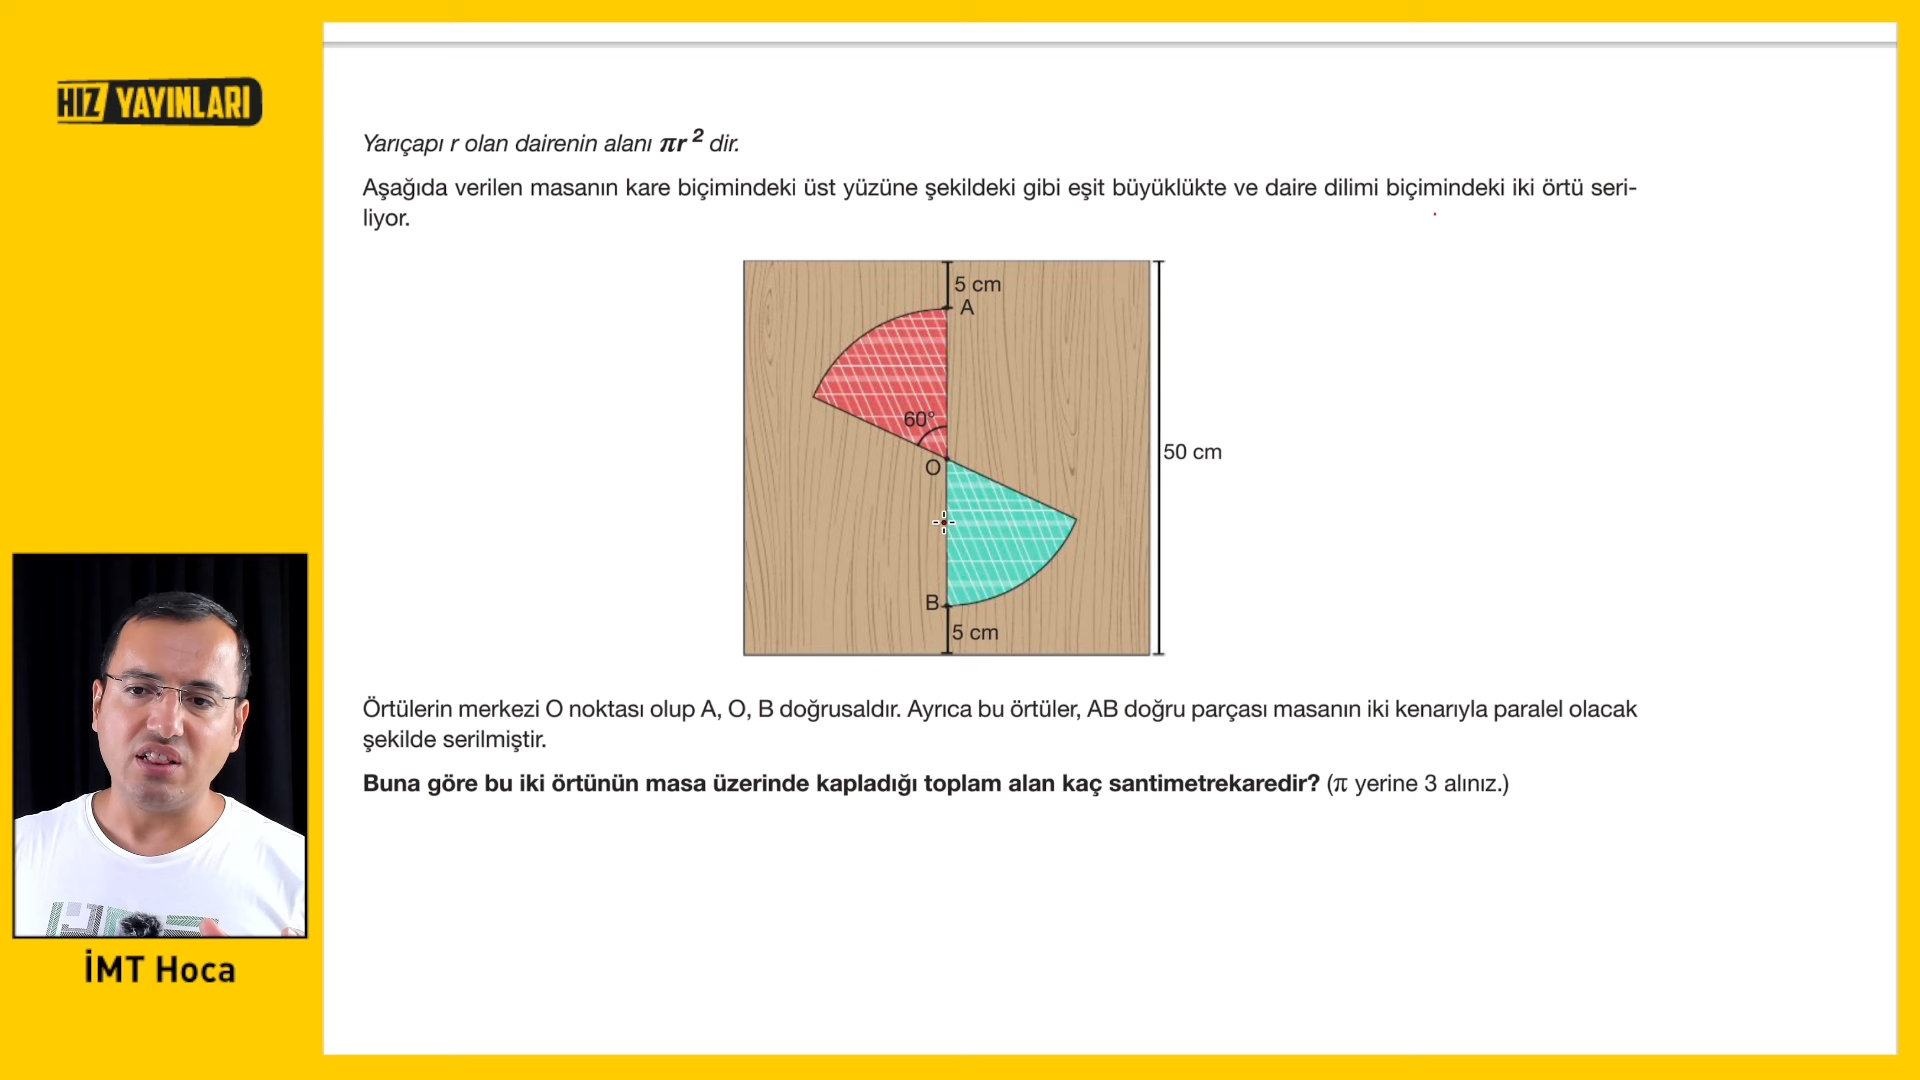 HIZ YAYINLARI
Yarıçapı r olan dairenin alanı πr² dir.
Aşağıda verilen masanın kare biçimindeki üst yüzüne şekildeki gibi eşit büyüklükte ve daire dilimi biçimindeki iki örtü seri-
liyor.
5 cm
A
60°
O
50 cm
B
5 cm
Örtülerin merkezi O noktası olup A, O, B doğrusaldır. Ayrıca bu örtüler, AB doğru parçası masanın iki kenarıyla paralel olacak
şekilde serilmiştir.
Buna göre bu iki örtünün masa üzerinde kapladığı toplam alan kaç santimetrekaredir? (π yerine 3 alınız.)
İMT Hoca